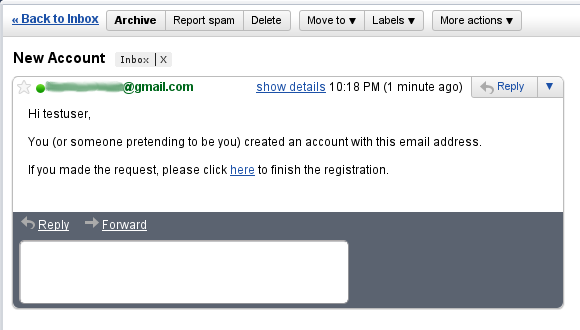 « Back to Inbox Archive Report spam Delete Move to ▼ Labels ▼ More actions ▼
New Account Inbox | X
@gmail.com show details 10:18 PM (1 minute ago) Reply ▼
Hi testuser,
You (or someone pretending to be you) created an account with this email address.
If you made the request, please click here to finish the registration.
Reply Forward